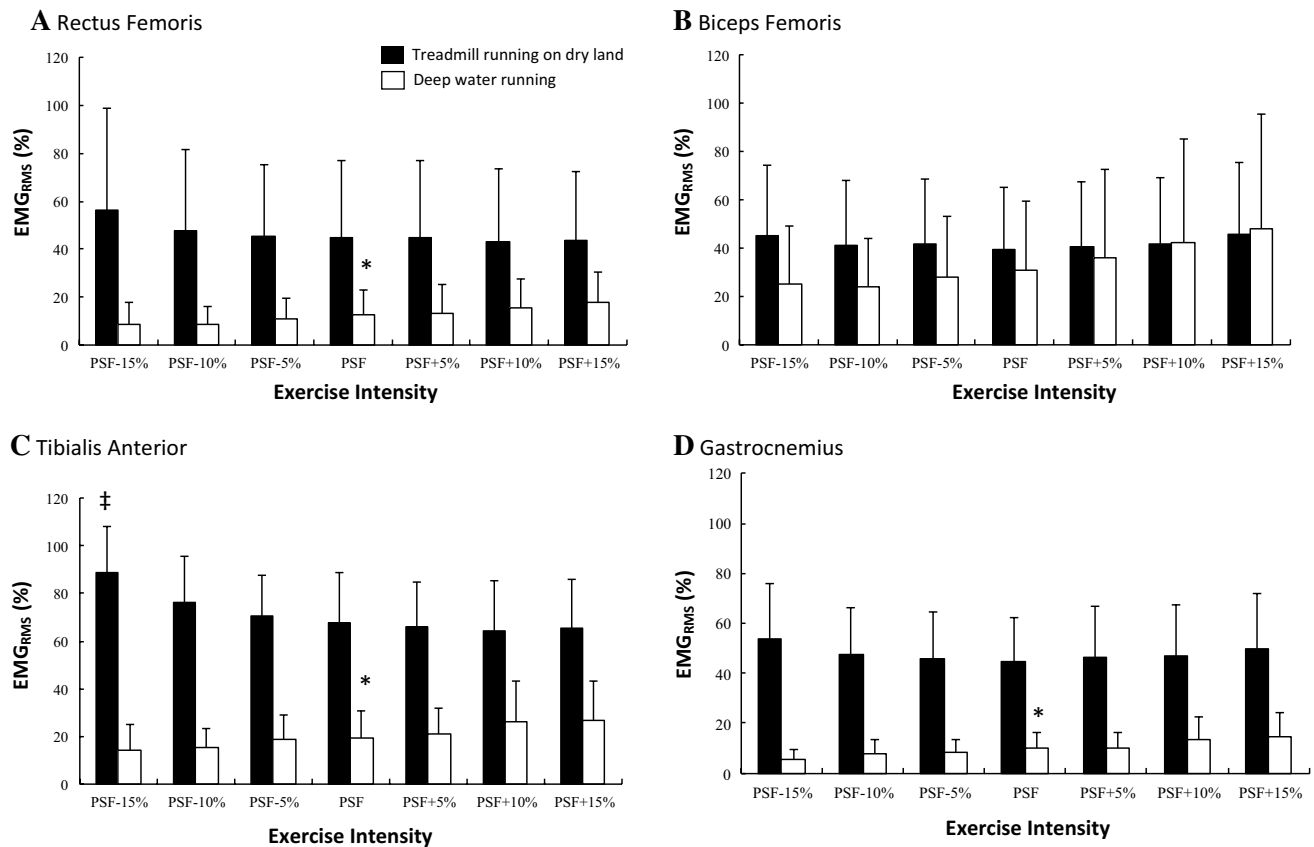 A Rectus Femoris
Treadmill running on dry land
Deep water running
EMGRMS (%)
120
100
80
60
40
20
0
*
PSF-15% PSF-10% PSF-5% PSF PSF+5% PSF+10% PSF+15%
Exercise Intensity
B Biceps Femoris
EMGRMS (%)
120
100
80
60
40
20
0
PSF-15% PSF-10% PSF-5% PSF PSF+5% PSF+10% PSF+15%
Exercise Intensity
C Tibialis Anterior
EMGRMS (%)
120
100
80
60
40
20
0
‡
*
PSF-15% PSF-10% PSF-5% PSF PSF+5% PSF+10% PSF+15%
Exercise Intensity
D Gastrocnemius
EMGRMS (%)
120
100
80
60
40
20
0
*
PSF-15% PSF-10% PSF-5% PSF PSF+5% PSF+10% PSF+15%
Exercise Intensity